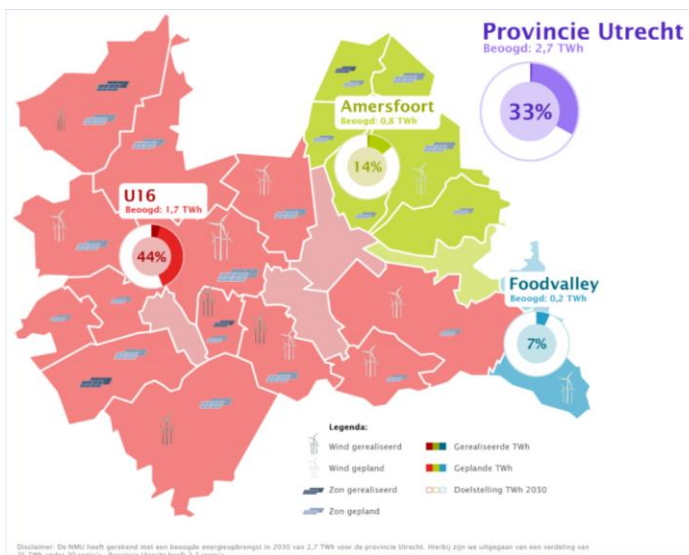 Provincie Utrecht
Beoogd: 2,7 TWh
33%
Amersfoort
Beoogd: 0,8 TWh
14%
U16
Beoogd: 1,7 TWh
44%
Foodvalley
Beoogd: 0,2 TWh
7%
Legenda:
Wind gerealiseerd
Wind gepland
Zon gerealiseerd
Zon gepland
Gerealiseerde TWh
Geplande TWh
Doelstelling TWh 2030
Disclaimer: De NMU heeft gerekend met een beoogde energieopbrengst in 2030 van 2,7 TWh voor de provincie Utrecht. Hierbij zijn we uitgegaan van een verdeling van